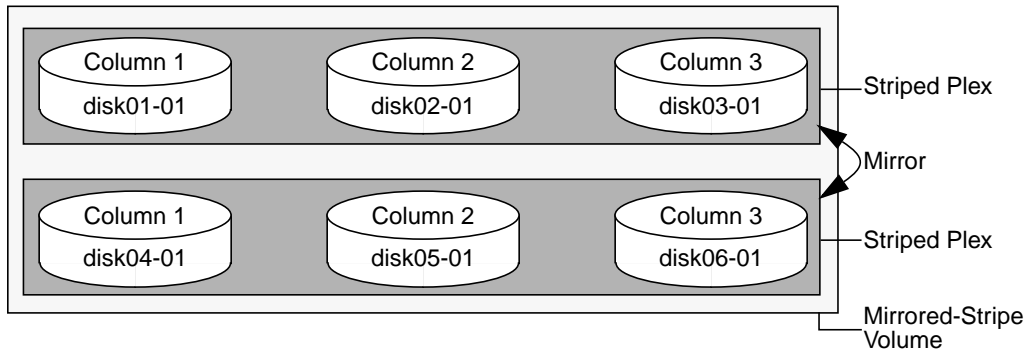 Column 1
disk01-01
Column 2
disk02-01
Column 3
disk03-01
Striped Plex
Mirror
Column 1
disk04-01
Column 2
disk05-01
Column 3
disk06-01
Striped Plex
Mirrored-Stripe
Volume